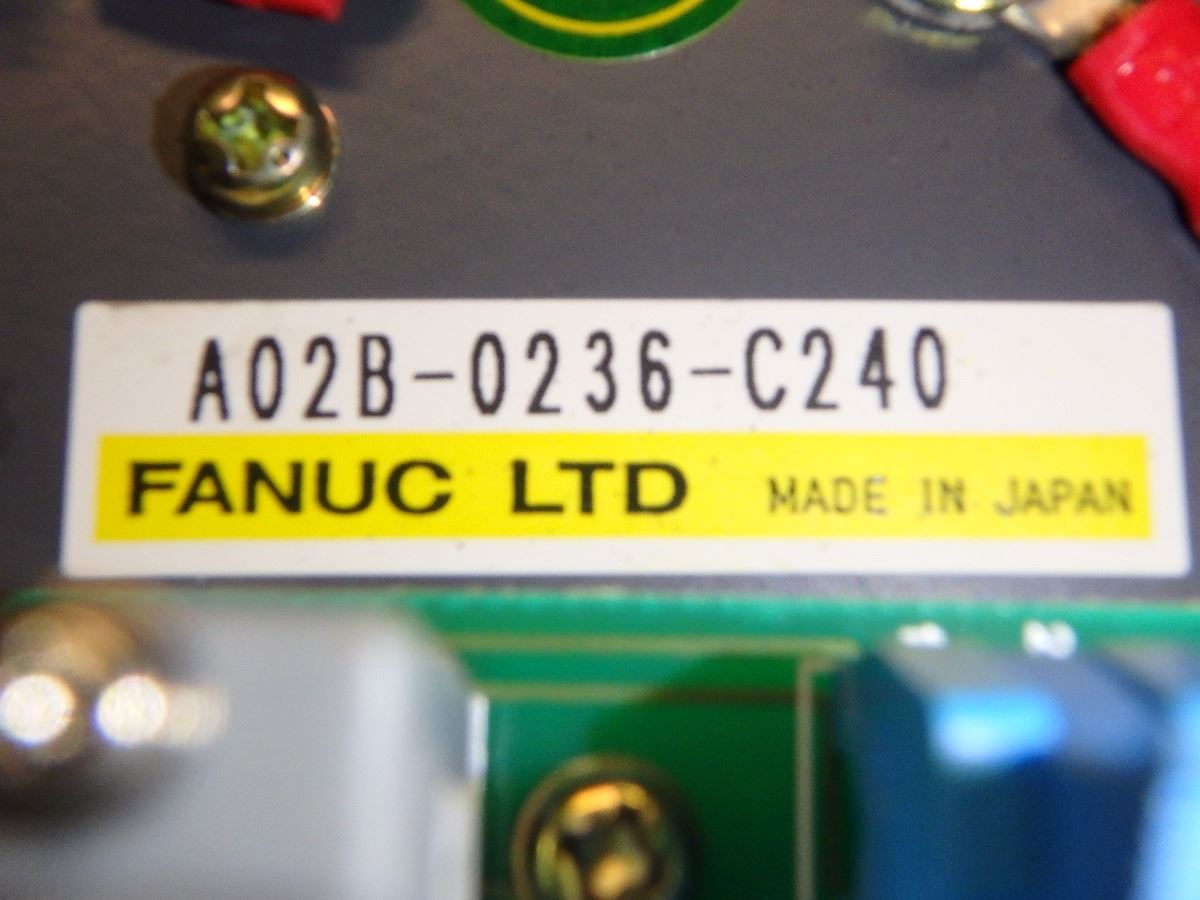 A02B-0236-C240
FANUC LTD MADE IN JAPAN